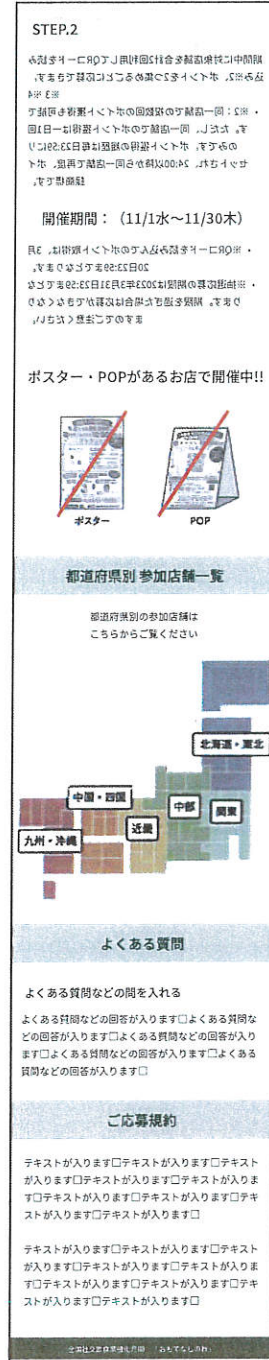 STEP.2
期間中に対象店舗を合計2回利用してQRコードを読み
込み※2、ポイントを2つ集めるごとに応募できます。
※3 ※4
・※2：同一店舗での複数回のポイント獲得も可能で
す。ただし、同一店舗でのポイント獲得は一日1回
のみです。ポイント獲得の履歴は毎日23:59にリ
セットされ、24:00以降から同一店舗で再度、ポイ
録商標です。
開催期間：（11/1水～11/30木）
・※QRコードを読み込んでのポイント取得は、3月
20日23:59までとなります。
・※抽選応募の期限は2023年3月31日23:59までとな
ります。期限を過ぎた場合は応募ができなくなり
ますのでご注意ください。
ポスター・POPがあるお店で開催中!!
ポスター
POP
都道府県別 参加店舗一覧
都道府県別の参加店舗は
こちらからご覧ください
北海道・東北
中国・四国
中部
関東
近畿
九州・沖縄
よくある質問
よくある質問などの問を入れる
よくある質問などの回答が入ります□よくある質問な
どの回答が入ります□よくある質問などの回答が入り
ます□よくある質問などの回答が入ります□よくある
質問などの回答が入ります□
ご応募規約
テキストが入ります□テキストが入ります□テキスト
が入ります□テキストが入ります□テキストが入りま
す□テキストが入ります□テキストが入ります□テキ
ストが入ります□テキストが入ります□
テキストが入ります□テキストが入ります□テキスト
が入ります□テキストが入ります□テキストが入りま
す□テキストが入ります□テキストが入ります□テキ
ストが入ります□テキストが入ります□